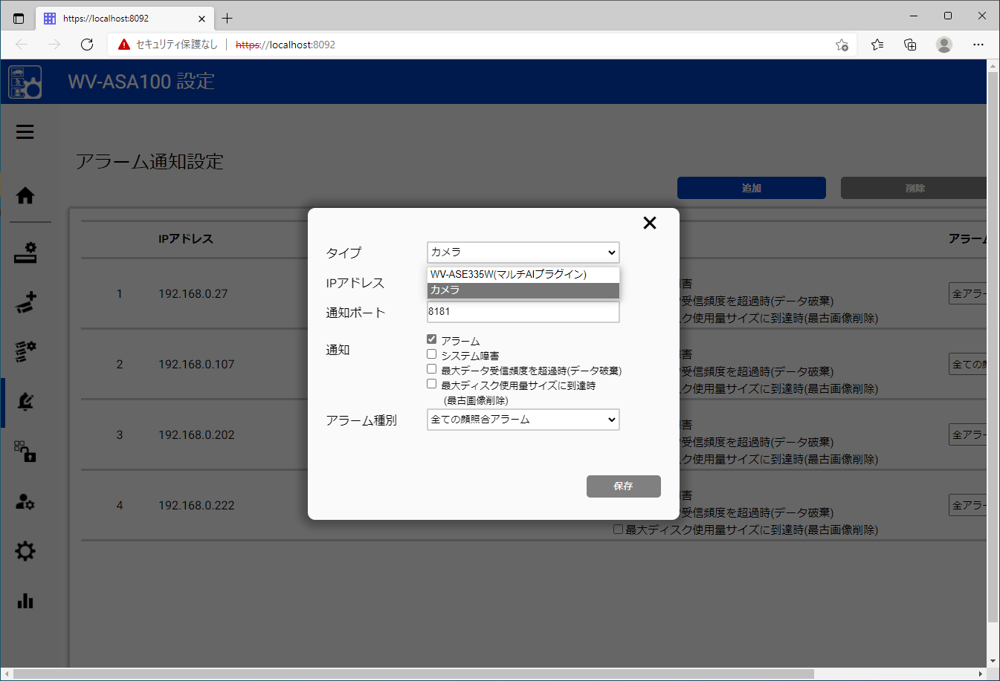 https://localhost:8092
セキュリティ保護なし
https://localhost:8092
WV-ASA100 設定
アラーム通知設定
追加
削除
IPアドレス
アラーム
1 192.168.0.27
害
受信頻度を超過時(データ破棄)
ク使用量サイズに到達時(最古画像削除)
全アラー
2 192.168.0.107
害
受信頻度を超過時(データ破棄)
ク使用量サイズに到達時(最古画像削除)
全ての
3 192.168.0.202
害
受信頻度を超過時(データ破棄)
ク使用量サイズに到達時(最古画像削除)
全アラー
4 192.168.0.222
害
受信頻度を超過時(データ破棄)
最大ディスク使用量サイズに到達時(最古画像削除)
全アラー
タイプ
カメラ
WV-ASE335W(マルチAIプラグイン)
カメラ
IPアドレス
通知ポート
8181
通知
アラーム
システム障害
最大データ受信頻度を超過時(データ破棄)
最大ディスク使用量サイズに到達時
(最古画像削除)
アラーム種別
全ての顔照合アラーム
保存